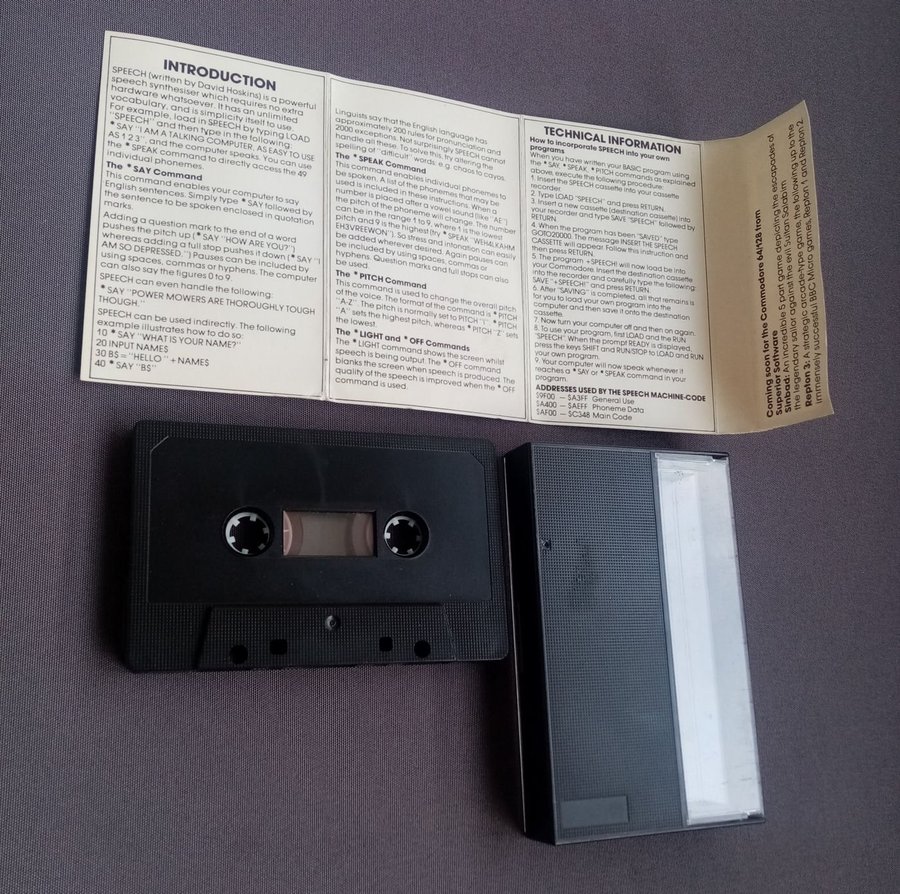 INTRODUCTION
SPEECH (written by David Hoskins) is a powerful
speech synthesiser which requires no extra
hardware whatsoever. It has an unlimited
vocabulary, and is simplicity itself to use.
For example, load in SPEECH by typing LOAD
"SPEECH" and then type in the following:
*SAY "I AM A TALKING COMPUTER, AS EASY TO USE
AS 1 2 3", and the computer speaks. You can use
the *SPEAK command to directly access the 49
individual phonemes.
The *SAY Command
This command enables your computer to say
English sentences. Simply type *SAY followed by
the sentence to be spoken enclosed in quotation
marks.
Adding a question mark to the end of a word
pushes the pitch up (*SAY "HOW ARE YOU?")
whereas adding a full stop pushes it down (*SAY "I
AM SO DEPRESSED.") Pauses can be included by
using spaces, commas or hyphens. The computer
can also say the figures 0 to 9.
SPEECH can even handle the following:
*SAY "POWER MOWERS ARE THOROUGHLY TOUGH
THOUGH."
SPEECH can be used indirectly. The following
example illustrates how to do so:
10 *SAY "WHAT IS YOUR NAME?"
20 INPUT NAME$
30 B$ = "HELLO" + NAME$
40 *SAY "B$"
Linguists say that the English language has
approximately 200 rules for pronunciation and
2000 exceptions. Not surprisingly SPEECH cannot
handle all these. To solve this, try altering the
spelling of "difficult" words, e.g. chaos to cayos.
The *SPEAK Command
This command enables individual phonemes to
be spoken. A list of the phonemes that may be
used is included in these instructions. When a
number is placed after a vowel sound (like "AE")
the pitch of the phoneme will change. The number
can be in the range 1 to 9, where 1 is the lowest
and 9 is the highest (try *SPEAK "WEH4LKAHM
EH3VREEWON"). So stress and intonation can easily
be added wherever desired. Again pauses can
be included by using spaces, commas or
hyphens. Question marks and full stops can also
be used.
The *PITCH Command
This command is used to change the overall pitch
of the voice. The format of the command is *PITCH
"A-Z". The pitch is normally set to PITCH "I". *PITCH
"A" sets the highest pitch, whereas *PITCH "Z" sets
the lowest.
The *LIGHT and *OFF Commands
The *LIGHT command shows the screen whilst
speech is being output. The *OFF command
blanks the screen when speech is produced. The
quality of the speech is improved when the *OFF
command is used.
TECHNICAL INFORMATION
How to incorporate SPEECH into your own
programs
When you have written your BASIC program using
the *SAY, *SPEAK, *PITCH commands as explained
above, execute the following procedure:
1. Insert the SPEECH cassette into your cassette
recorder.
2. Type LOAD "SPEECH" and press RETURN.
3. Insert a new cassette (destination cassette) into
your recorder and type SAVE "SPEECH" followed by
RETURN.
4. When the program has been "SAVED" type
GOTO20000. The message INSERT THE SPEECH
CASSETTE will appear. Follow this instruction and
then press RETURN.
5. The program +SPEECH! will now load be into
your Commodore. Insert the destination cassette
into the recorder and carefully type the following:
SAVE "+SPEECH!" and press RETURN.
6. After "SAVING" is completed, all that remains is
for you to load your own program into the
computer and then save it onto the destination
cassette.
7. Now turn your computer off and then on again.
8. To use your program, first LOAD and the RUN
"SPEECH". When the prompt READY is displayed,
press the keys SHIFT and RUN/STOP to LOAD and RUN
your own program.
9. Your computer will now speak whenever it
reaches a *SAY or *SPEAK command in your
program.
ADDRESSES USED BY THE SPEECH MACHINE-CODE
$9F00 – $A3FF General Use
$A400 – $AEFF Phoneme Data
$AF00 – $C348 Main Code
Coming soon for the Commodore 64/128 from
Superior Software
Sinbad: An incredible 5 part game depicting the escapades of
the legendary sailor against the evil Sultan Salabim
Repton 3: A strategic arcade-type game, the following up to the
immensely successful BBC Micro games, Repton 1 and Repton 2.